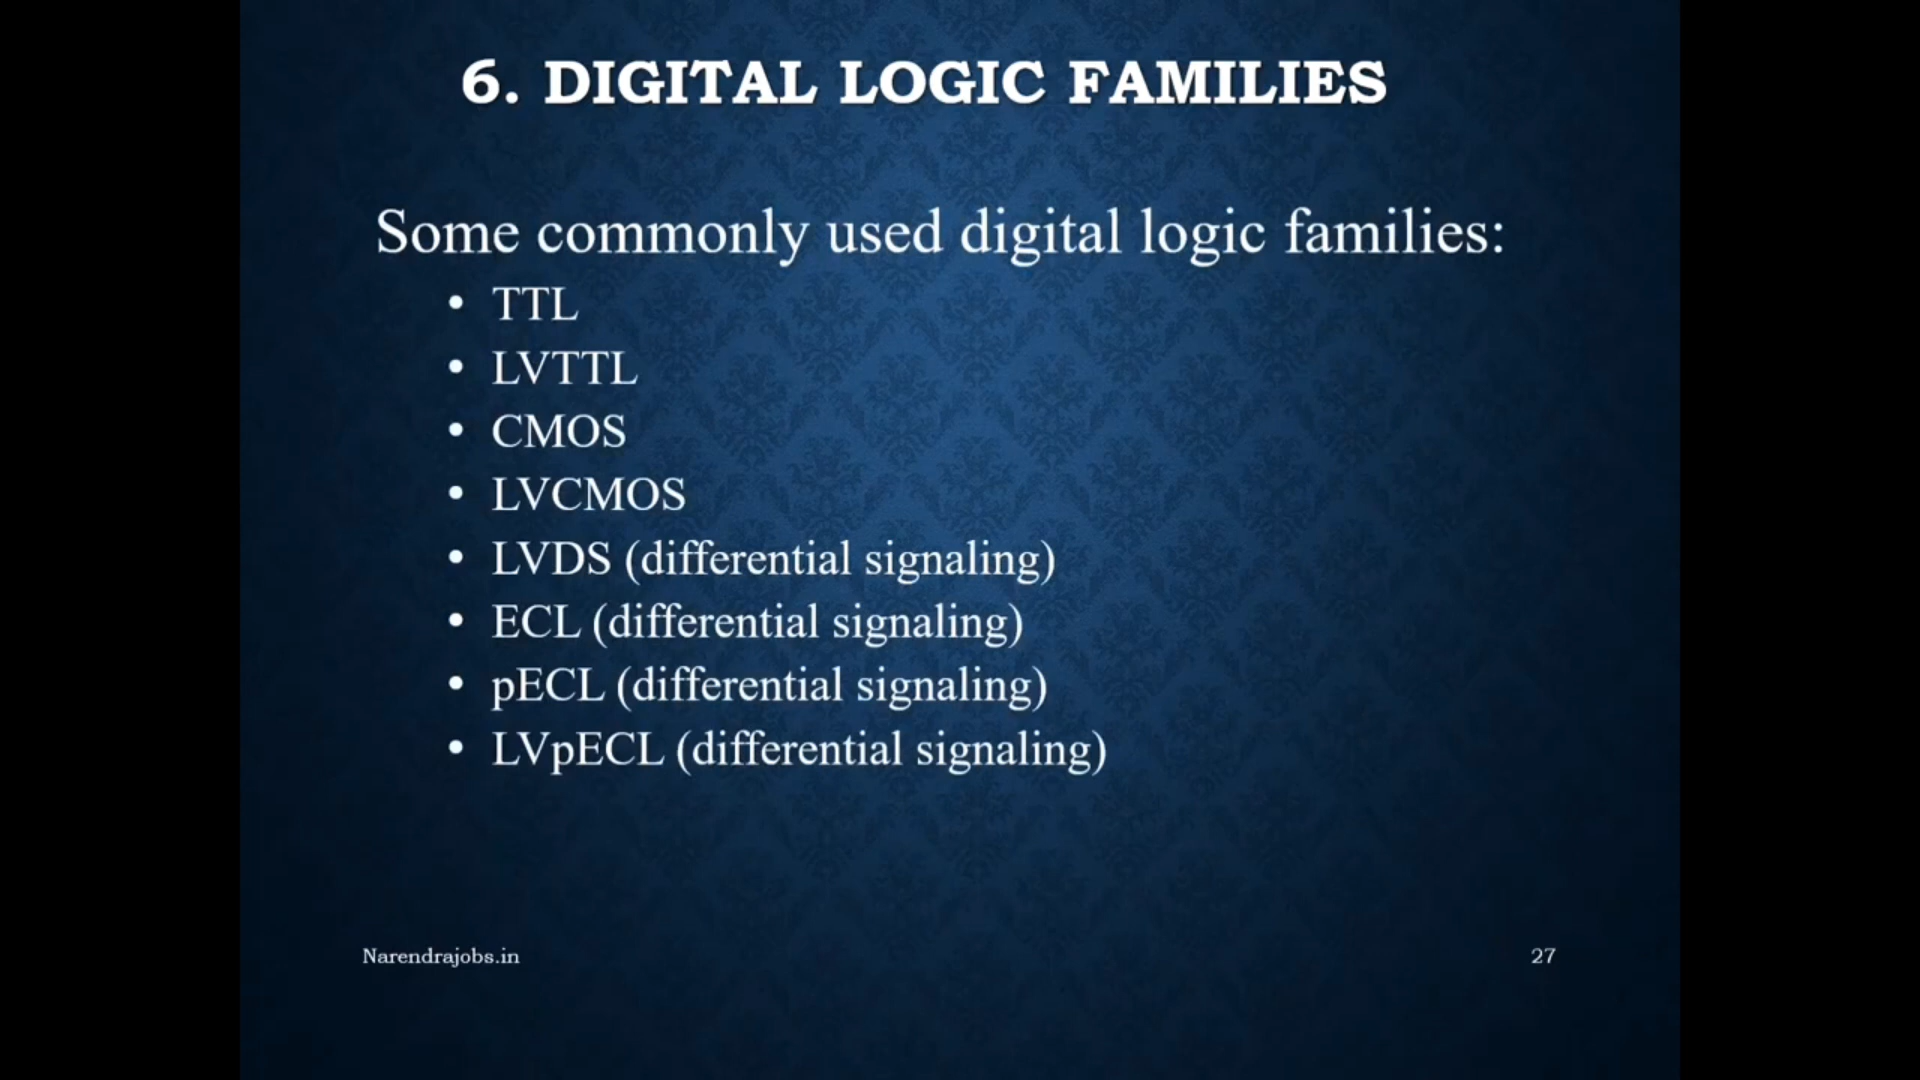 6. DIGITAL LOGIC FAMILIES
Some commonly used digital logic families:
• TTL
• LVTTL
• CMOS
• LVCMOS
• LVDS (differential signaling)
• ECL (differential signaling)
• pECL (differential signaling)
• LVpECL (differential signaling)
Narendrajobs.in
27